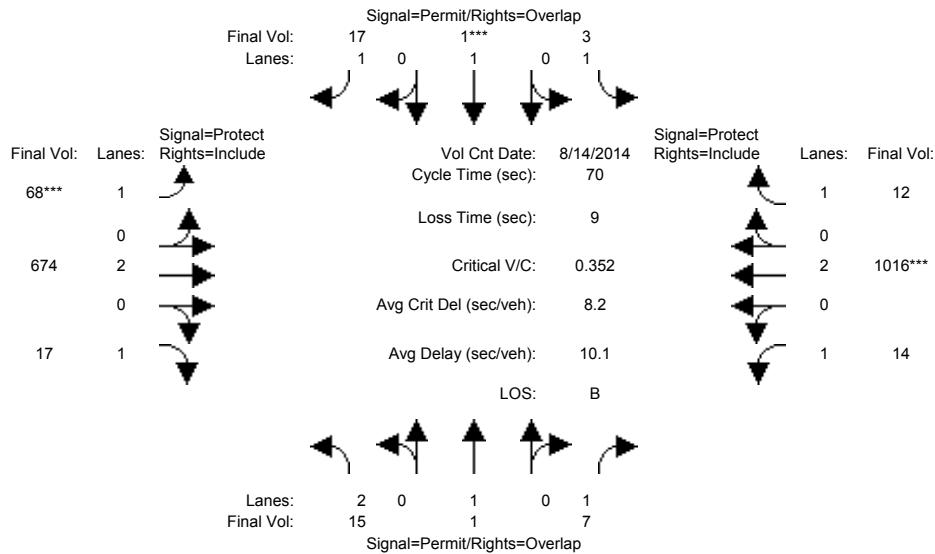 Signal=Permit/Rights=Overlap
Final Vol: 17 1*** 3
Lanes: 1 0 1 0 1
Signal=Protect Signal=Protect
Final Vol: Lanes: Rights=Include Vol Cnt Date: 8/14/2014 Rights=Include Lanes: Final Vol:
Cycle Time (sec): 70
68*** 1 1 12
Loss Time (sec): 9
0 0
674 2 Critical V/C: 0.352 2 1016***
0 Avg Crit Del (sec/veh): 8.2 0
17 1 Avg Delay (sec/veh): 10.1 1 14
LOS: B
Lanes: 2 0 1 0 1
Final Vol: 15 1 7
Signal=Permit/Rights=Overlap